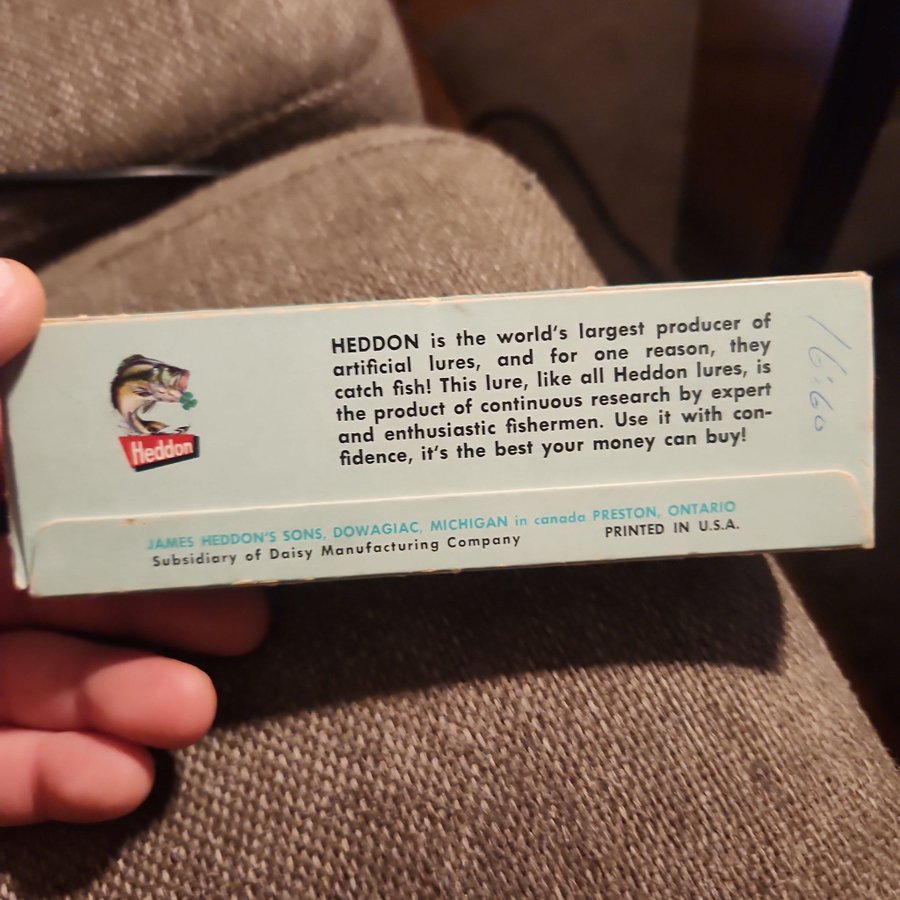 HEDDON is the world's largest producer of
artificial lures, and for one reason, they
catch fish! This lure, like all Heddon lures, is
the product of continuous research by expert
and enthusiastic fishermen. Use it with con-
fidence, it's the best your money can buy!
Heddon
JAMES HEDDON'S SONS, DOWAGIAC, MICHIGAN in canada PRESTON, ONTARIO
Subsidiary of Daisy Manufacturing Company PRINTED IN U.S.A.